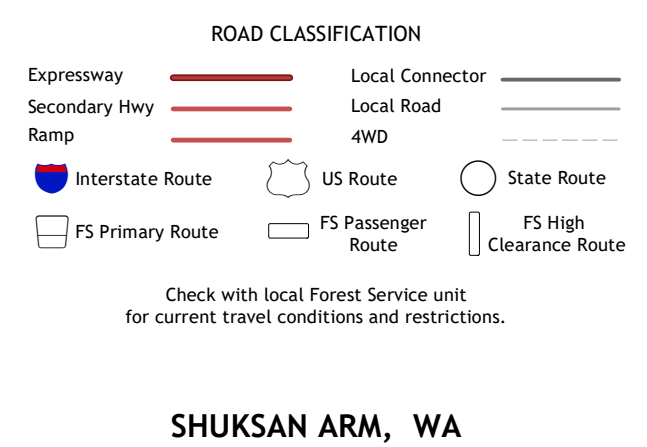 ROAD CLASSIFICATION
Expressway
Local Connector
Secondary Hwy
Local Road
Ramp
4WD
Interstate Route
US Route
State Route
FS Primary Route
FS Passenger
Route
FS High
Clearance Route
Check with local Forest Service unit
for current travel conditions and restrictions.
SHUKSAN ARM, WA